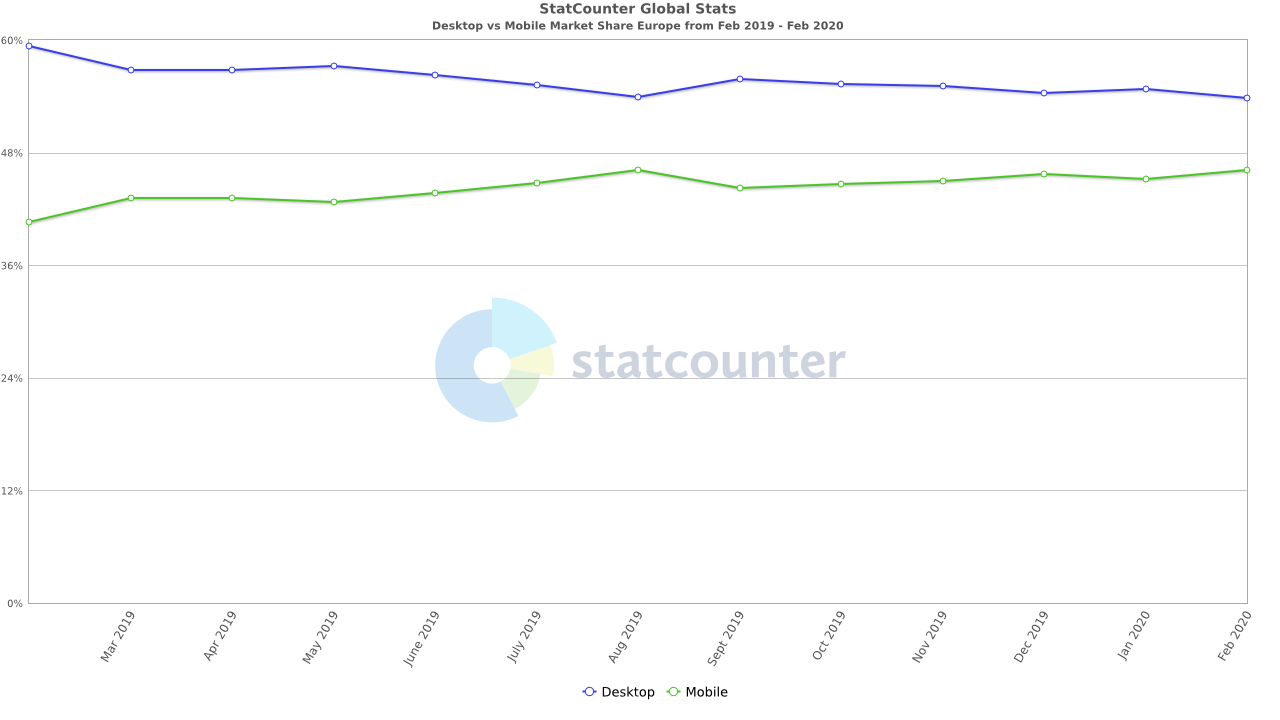 StatCounter Global Stats
Desktop vs Mobile Market Share Europe from Feb 2019 - Feb 2020
60%
48%
36%
statcounter
24%
12%
0%
Mar 2019
Apr 2019
May 2019
June 2019
July 2019
Aug 2019
Sept 2019
Oct 2019
Nov 2019
Dec 2019
Jan 2020
Feb 2020
Desktop Mobile